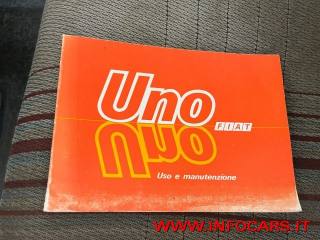 Uno
FIAT
Uno
Uso e manutenzione
WWW.INFOCARS.IT